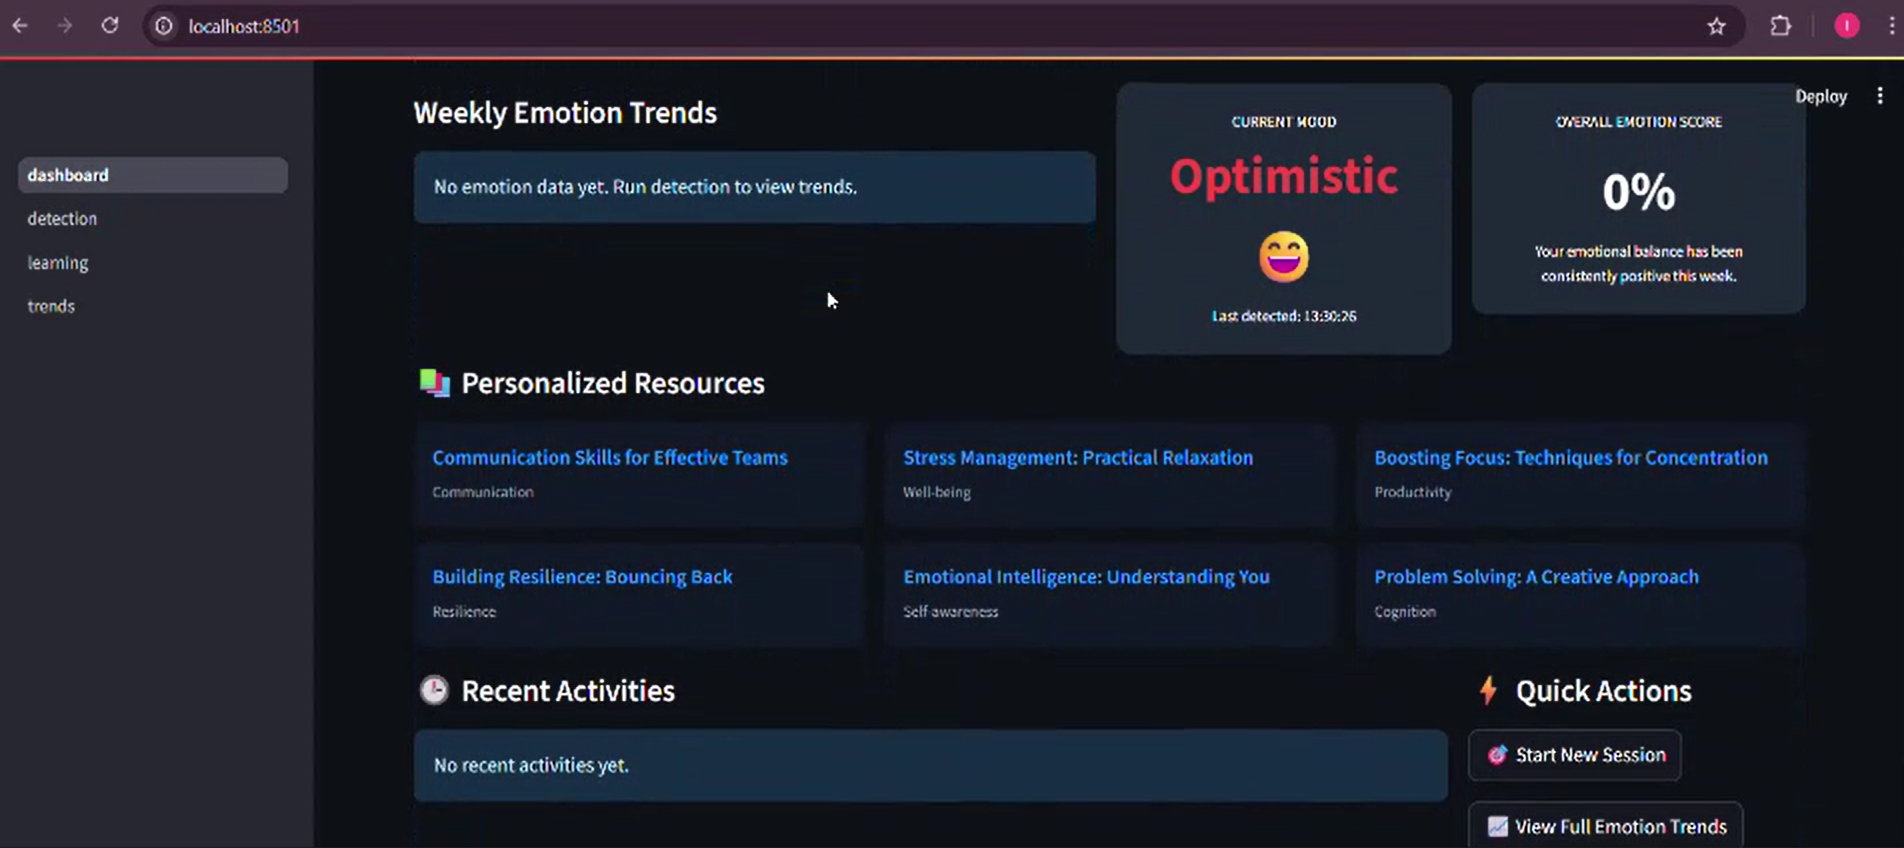 localhost:8501
Deploy
dashboard
detection
learning
trends
Weekly Emotion Trends
No emotion data yet. Run detection to view trends.
CURRENT MOOD
Optimistic
Last detected: 13:30:26
OVERALL EMOTION SCORE
0%
Your emotional balance has been
consistently positive this week.
Personalized Resources
Communication Skills for Effective Teams
Communication
Stress Management: Practical Relaxation
Well-being
Boosting Focus: Techniques for Concentration
Productivity
Building Resilience: Bouncing Back
Resilience
Emotional Intelligence: Understanding You
Self-awareness
Problem Solving: A Creative Approach
Cognition
Recent Activities
No recent activities yet.
Quick Actions
Start New Session
View Full Emotion Trends
I